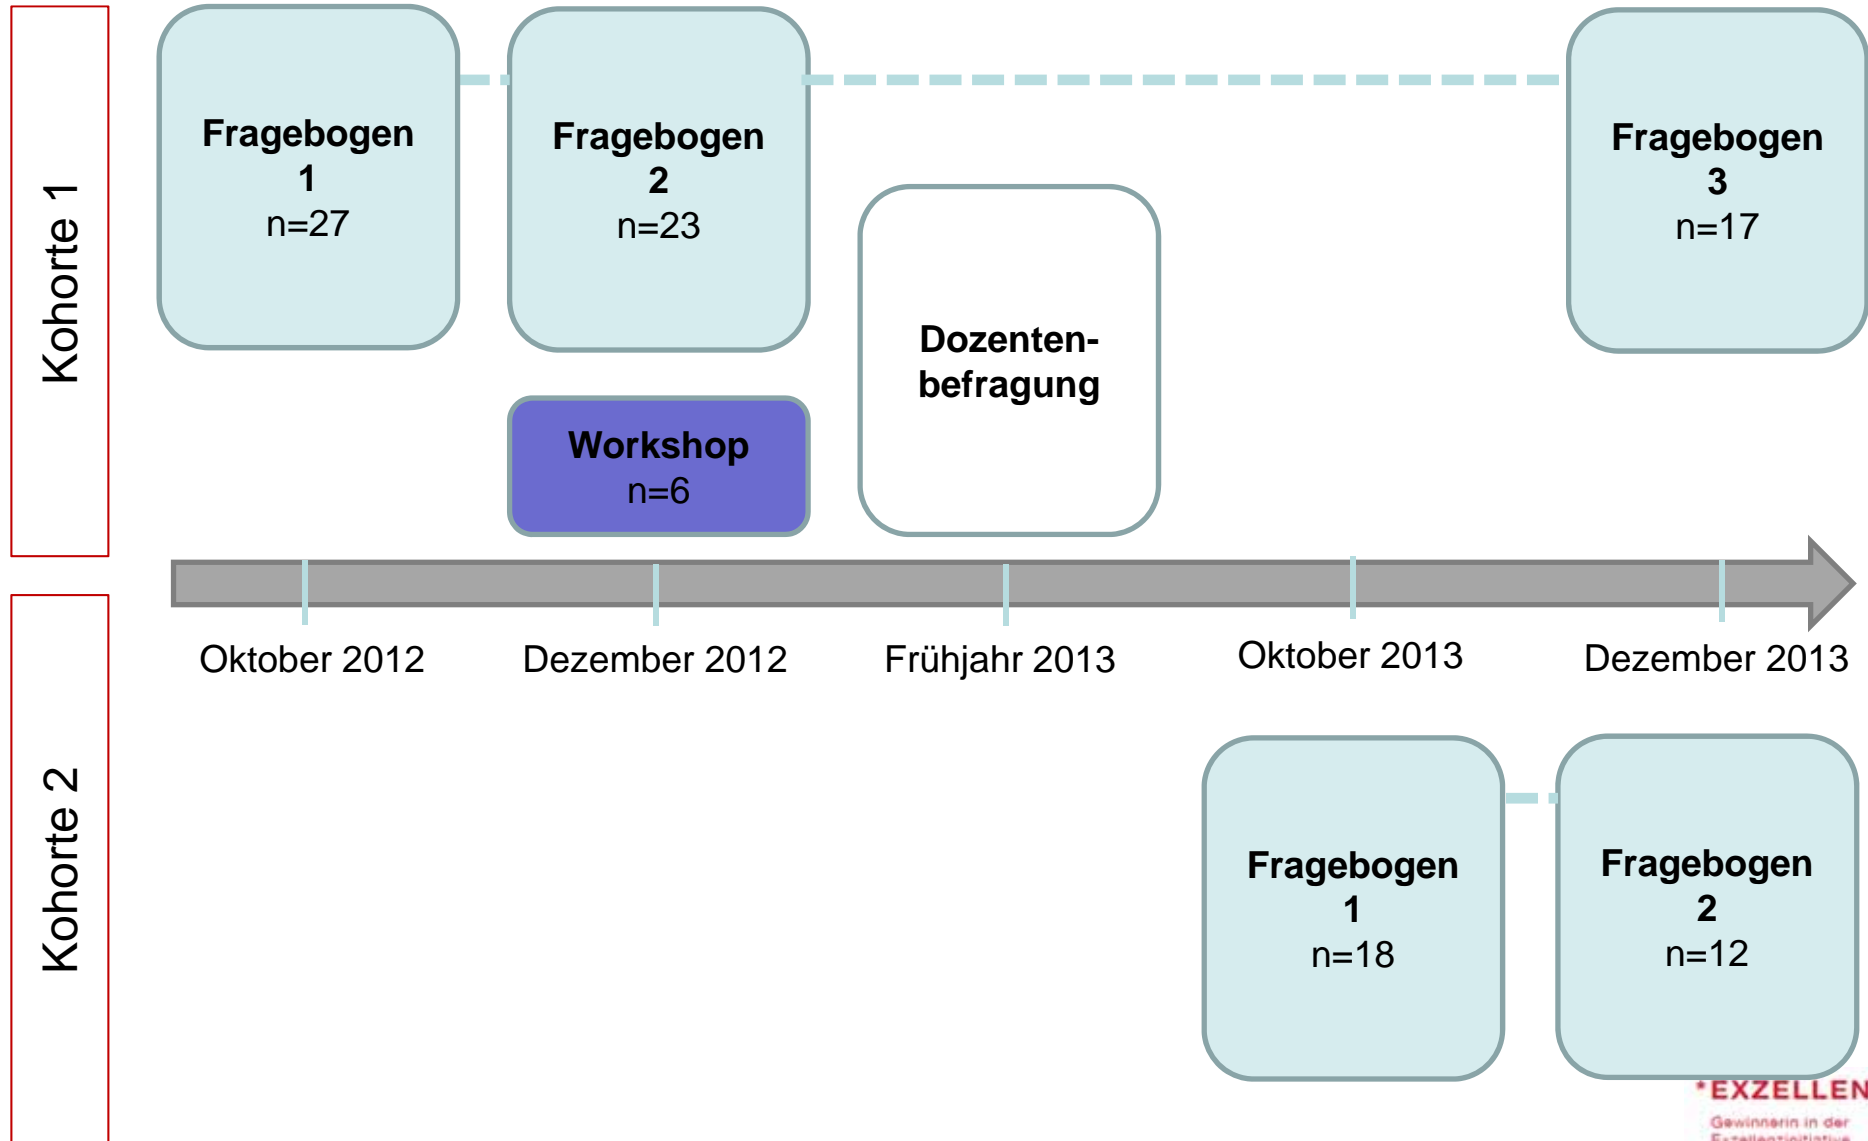 Kohorte 1
Fragebogen
1
n=27
Fragebogen
2
n=23
Workshop
n=6
Dozenten-
befragung
Fragebogen
3
n=17
Oktober 2012
Dezember 2012
Frühjahr 2013
Oktober 2013
Dezember 2013
Kohorte 2
Fragebogen
1
n=18
Fragebogen
2
n=12
*EXZELLEN
Gewinnerin in der
Exzellenzinitiative